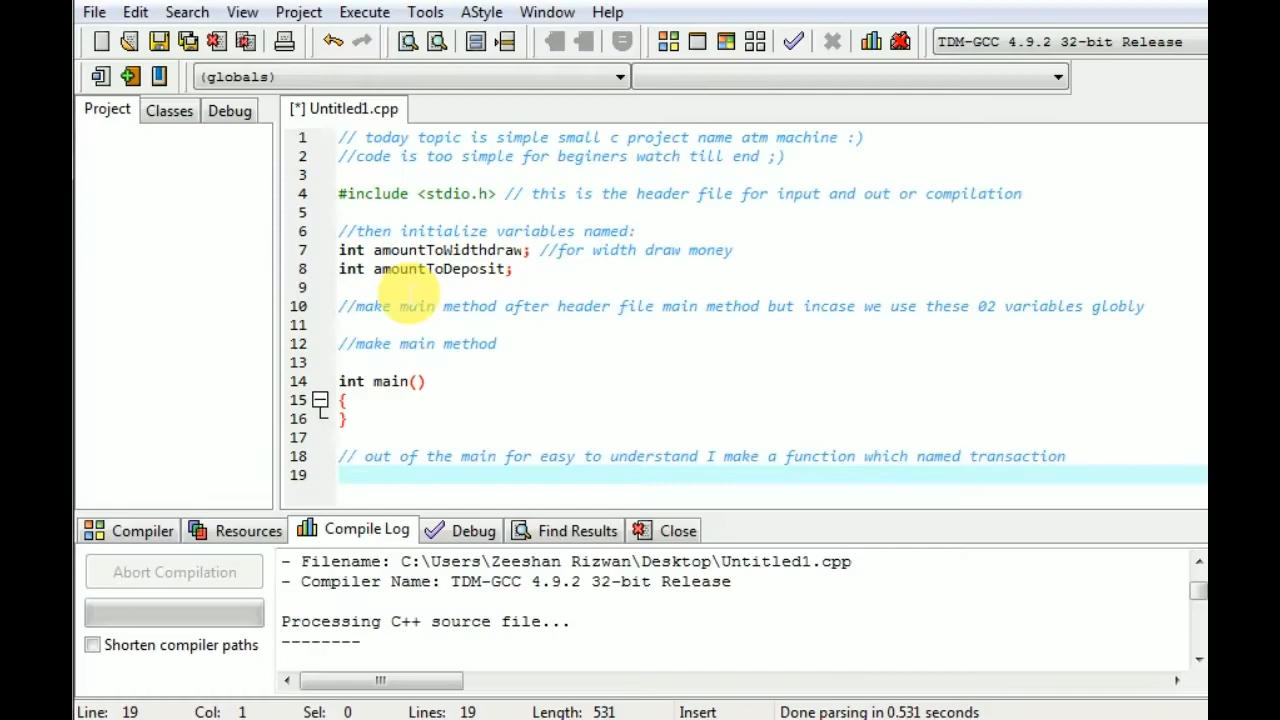 File Edit Search View Project Execute Tools AStyle Window Help
TDM-GCC 4.9.2 32-bit Release
(globals)
Project Classes Debug [*] Untitled1.cpp
1 // today topic is simple small c project name atm machine :)
2 //code is too simple for beginers watch till end ;)
3
4 #include <stdio.h> // this is the header file for input and out or compilation
5
6 //then initialize variables named:
7 int amountToWidthdraw; //for width draw money
8 int amountToDeposit;
9
10 //make main method after header file main method but incase we use these 02 variables globly
11
12 //make main method
13
14 int main()
15 {
16 }
17
18 // out of the main for easy to understand I make a function which named transaction
19
Compiler Resources Compile Log Debug Find Results Close
Abort Compilation
Shorten compiler paths
- Filename: C:\Users\Zeeshan Rizwan\Desktop\Untitled1.cpp
- Compiler Name: TDM-GCC 4.9.2 32-bit Release
Processing C++ source file...
--------
Line: 19 Col: 1 Sel: 0 Lines: 19 Length: 531 Insert Done parsing in 0.531 seconds